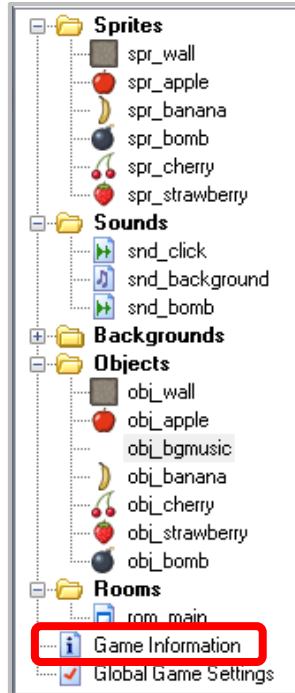 Sprites
spr_wall
spr_apple
spr_banana
spr_bomb
spr_cherry
spr_strawberry
Sounds
snd_click
snd_background
snd_bomb
Backgrounds
Objects
obj_wall
obj_apple
obj_bgmusic
obj_banana
obj_cherry
obj_strawberry
obj_bomb
Rooms
rom_main
Game Information
Global Game Settings